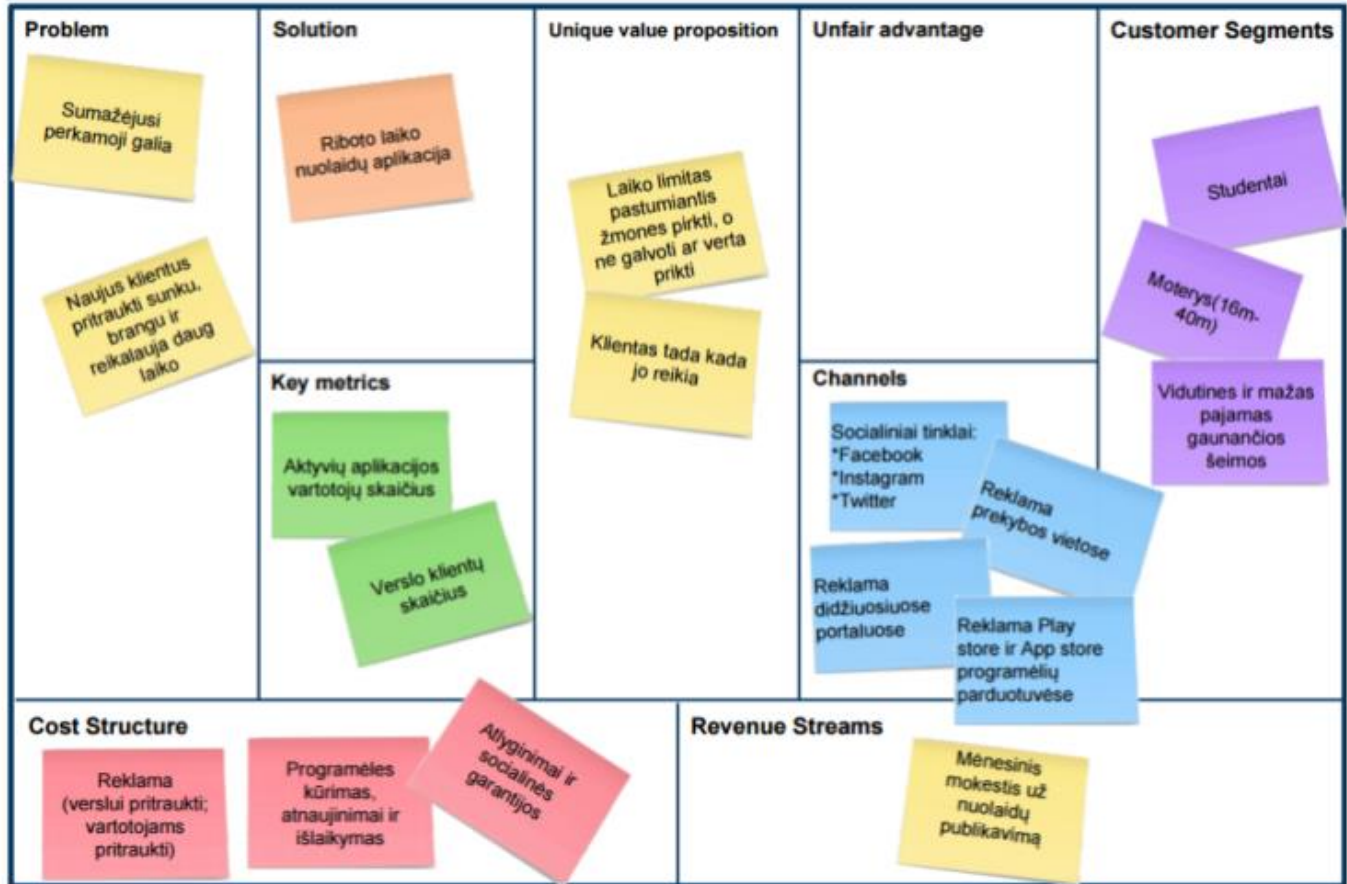 Problem
Sumažėjusi
perkamoji galia
Naujus klientus
pritraukti sunku,
brangu ir
reikalauja daug
laiko
Solution
Riboto laiko
nuolaidų aplikacija
Key metrics
Aktyvių aplikacijos
vartotojų skaičius
Verslo klientų
skaičius
Unique value proposition
Laiko limitas
pastumiantis
žmones pirkti, o
ne galvoti ar verta
prikti
Klientas tada kada
jo reikia
Unfair advantage
Channels
Socialiniai tinklai:
*Facebook
*Instagram
*Twitter
Reklama
prekybos vietose
Reklama
didžiuosiuose
portaluose
Reklama Play
store ir App store
programėlių
parduotuvėse
Customer Segments
Studentai
Moterys(16m-
40m)
Vidutines ir mažas
pajamas
gaunančios
šeimos
Cost Structure
Reklama
(verslui pritraukti;
vartotojams
pritraukti)
Programėles
kūrimas,
atnaujinimai ir
išlaikymas
Atlyginimai ir
socialinės
garantijos
Revenue Streams
Mėnesinis
mokestis už
nuolaidų
publikavimą